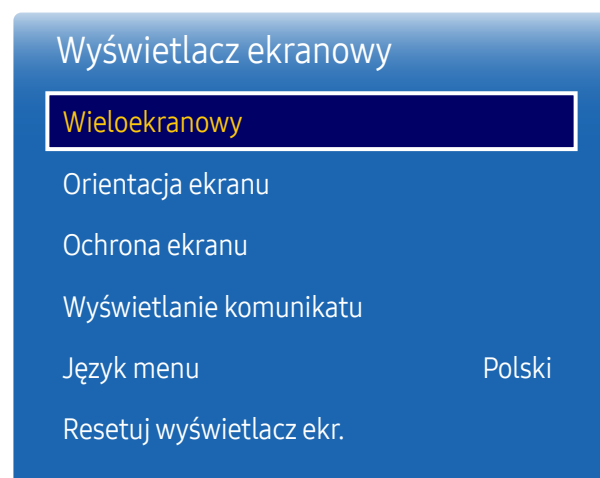 Wyświetlacz ekranowy
Wieloekranowy
Orientacja ekranu
Ochrona ekranu
Wyświetlanie komunikatu
Język menu Polski
Resetuj wyświetlacz ekr.